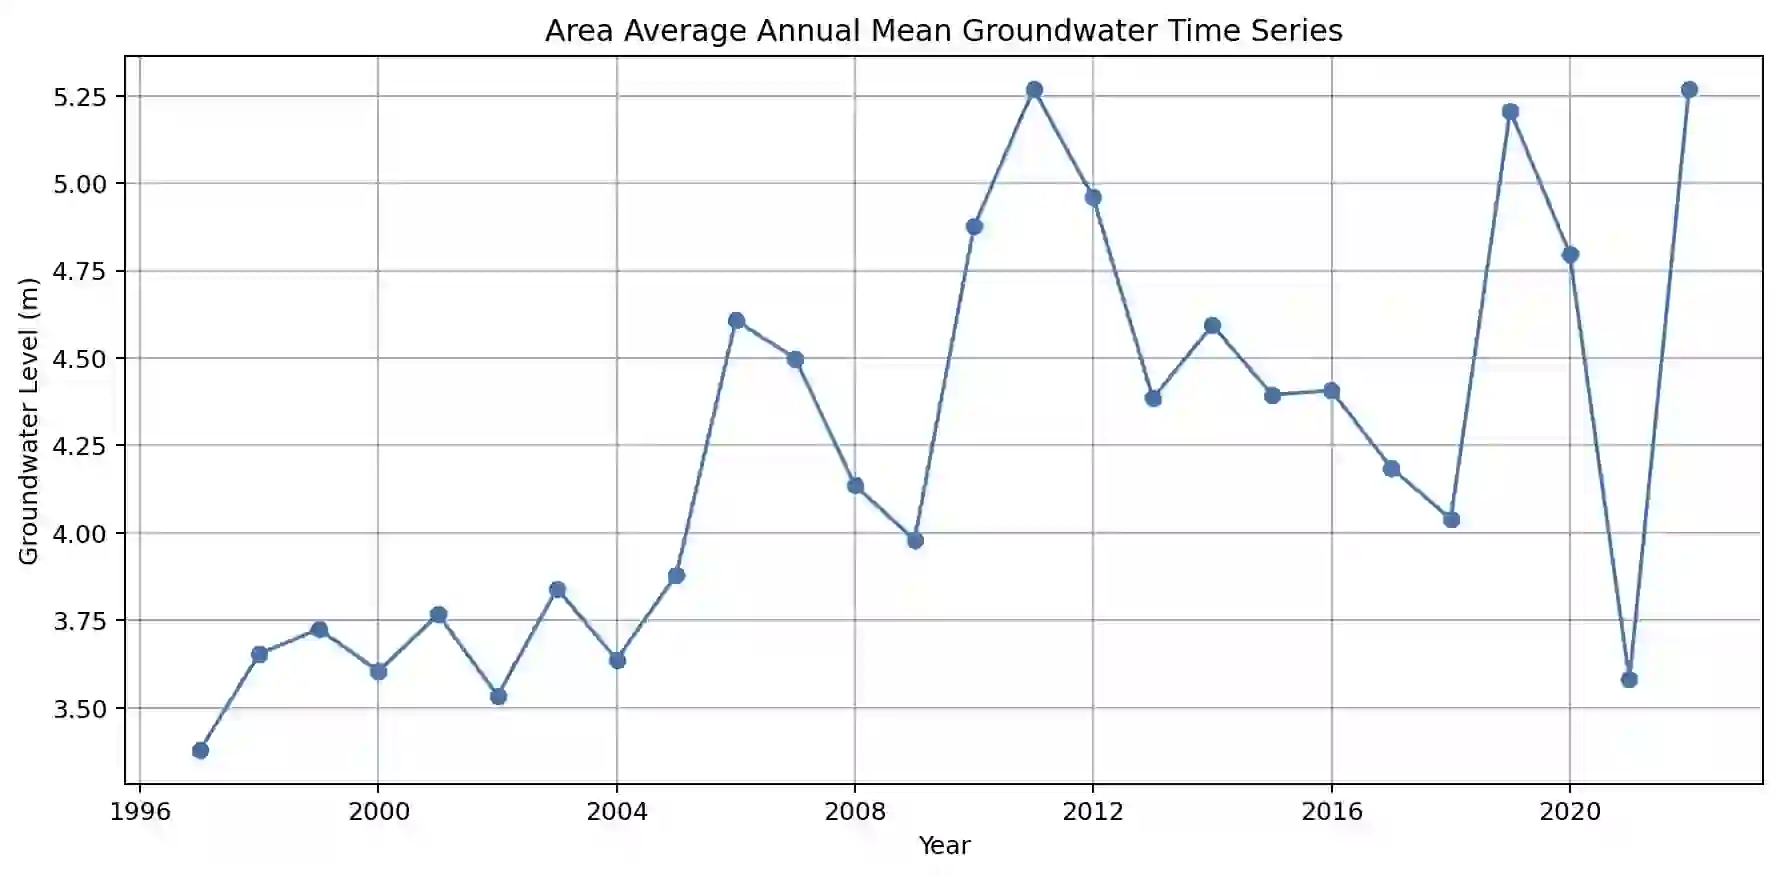 Area Average Annual Mean Groundwater Time Series
Groundwater Level (m)
5.25
5.00
4.75
4.50
4.25
4.00
3.75
3.50
1996 2000 2004 2008 2012 2016 2020
Year